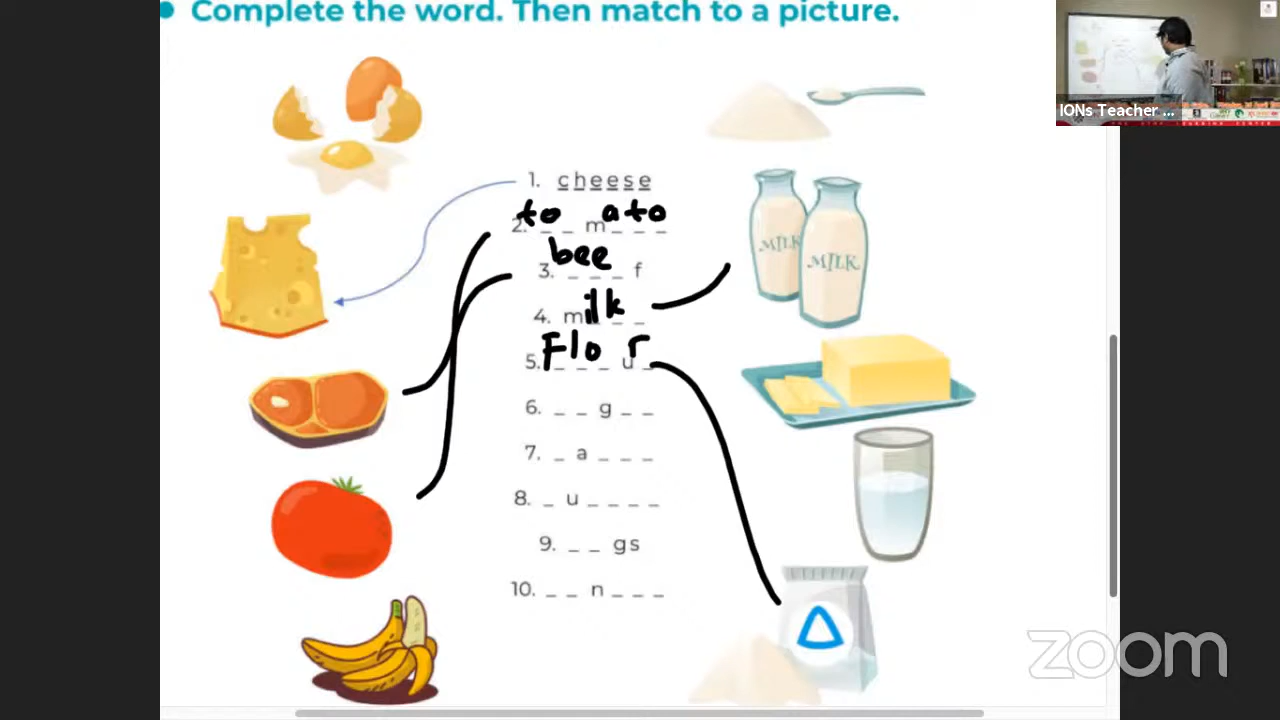 Complete the word. Then match to a picture.
1. cheese
2. to m ato
3. bee f
4. m ilk
5. Flo u r
6. _ _ g _ _
7. _ a _ _ _
8. _ u _ _ _ _
9. _ _ gs
10. _ _ n _ _ _
MILK
MILK
IONs Teacher ...
zoom